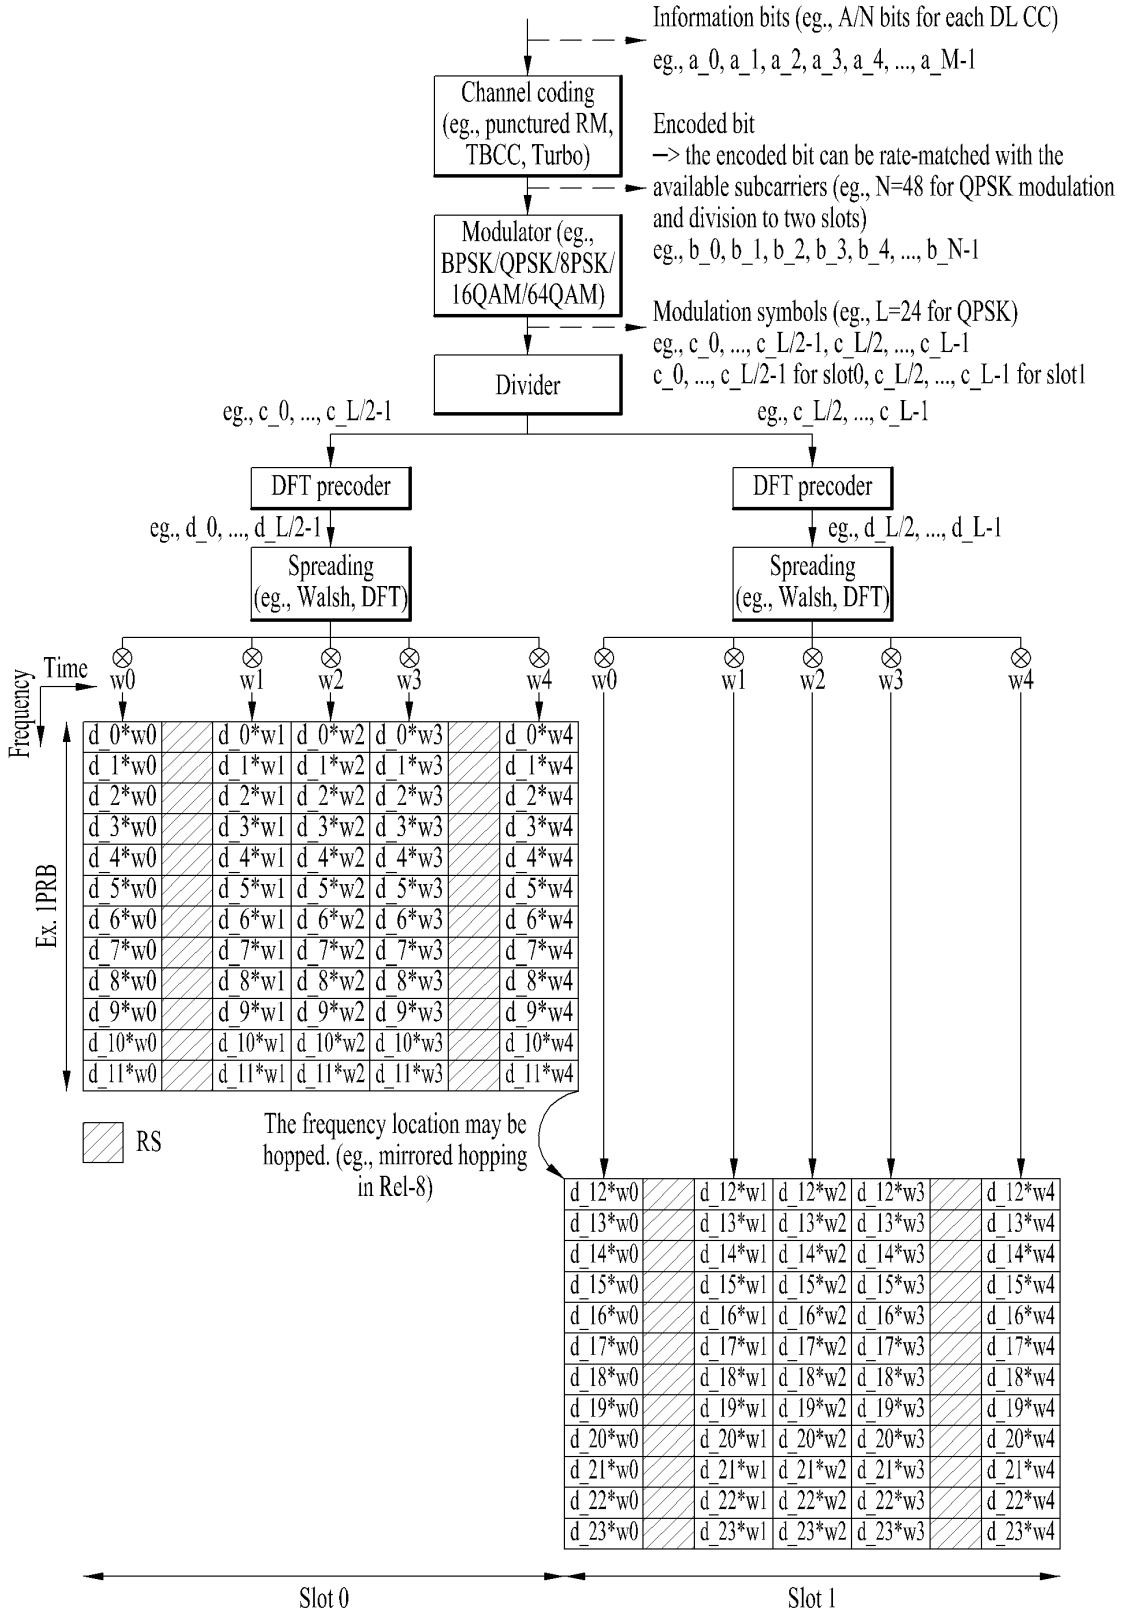 Information bits (eg., A/N bits for each DL CC)
eg., a_0, a_1, a_2, a_3, a_4, ..., a_M-1
Channel coding
(eg., punctured RM,
TBCC, Turbo)
Encoded bit
—> the encoded bit can be rate-matched with the
available subcarriers (eg., N=48 for QPSK modulation
and division to two slots)
eg., b_0, b_1, b_2, b_3, b_4, ..., b_N-1
Modulator (eg.,
BPSK/QPSK/8PSK/
16QAM/64QAM)
Modulation symbols (eg., L=24 for QPSK)
eg., c_0, ..., c_L/2-1, c_L/2, ..., c_L-1
c_0, ..., c_L/2-1 for slot0, c_L/2, ..., c_L-1 for slot1
Divider
eg., c_0, ..., c_L/2-1
eg., c_L/2, ..., c_L-1
DFT precoder
DFT precoder
eg., d_0, ..., d_L/2-1
eg., d_L/2, ..., d_L-1
Spreading
(eg., Walsh, DFT)
Spreading
(eg., Walsh, DFT)
Time
Frequency
w0 w1 w2 w3 w4
w0 w1 w2 w3 w4
d_0*w0 d_0*w1 d_0*w2 d_0*w3 d_0*w4
d_1*w0 d_1*w1 d_1*w2 d_1*w3 d_1*w4
d_2*w0 d_2*w1 d_2*w2 d_2*w3 d_2*w4
d_3*w0 d_3*w1 d_3*w2 d_3*w3 d_3*w4
d_4*w0 d_4*w1 d_4*w2 d_4*w3 d_4*w4
d_5*w0 d_5*w1 d_5*w2 d_5*w3 d_5*w4
d_6*w0 d_6*w1 d_6*w2 d_6*w3 d_6*w4
d_7*w0 d_7*w1 d_7*w2 d_7*w3 d_7*w4
d_8*w0 d_8*w1 d_8*w2 d_8*w3 d_8*w4
d_9*w0 d_9*w1 d_9*w2 d_9*w3 d_9*w4
d_10*w0 d_10*w1 d_10*w2 d_10*w3 d_10*w4
d_11*w0 d_11*w1 d_11*w2 d_11*w3 d_11*w4
Ex. 1PRB
RS
The frequency location may be
hopped. (eg., mirrored hopping
in Rel-8)
d_12*w0 d_12*w1 d_12*w2 d_12*w3 d_12*w4
d_13*w0 d_13*w1 d_13*w2 d_13*w3 d_13*w4
d_14*w0 d_14*w1 d_14*w2 d_14*w3 d_14*w4
d_15*w0 d_15*w1 d_15*w2 d_15*w3 d_15*w4
d_16*w0 d_16*w1 d_16*w2 d_16*w3 d_16*w4
d_17*w0 d_17*w1 d_17*w2 d_17*w3 d_17*w4
d_18*w0 d_18*w1 d_18*w2 d_18*w3 d_18*w4
d_19*w0 d_19*w1 d_19*w2 d_19*w3 d_19*w4
d_20*w0 d_20*w1 d_20*w2 d_20*w3 d_20*w4
d_21*w0 d_21*w1 d_21*w2 d_21*w3 d_21*w4
d_22*w0 d_22*w1 d_22*w2 d_22*w3 d_22*w4
d_23*w0 d_23*w1 d_23*w2 d_23*w3 d_23*w4
Slot 0
Slot 1